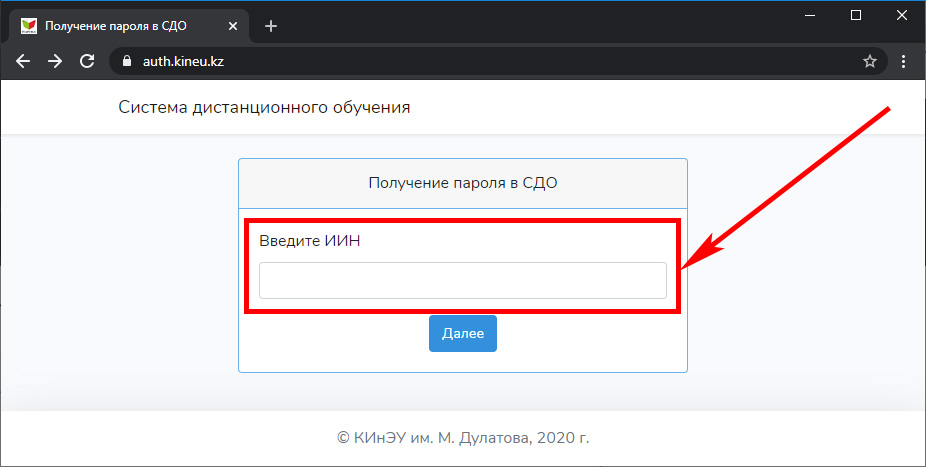 Получение пароля в СДО
auth.kineu.kz
Система дистанционного обучения
Получение пароля в СДО
Введите ИИН
Далее
© КИнЭУ им. М. Дулатова, 2020 г.